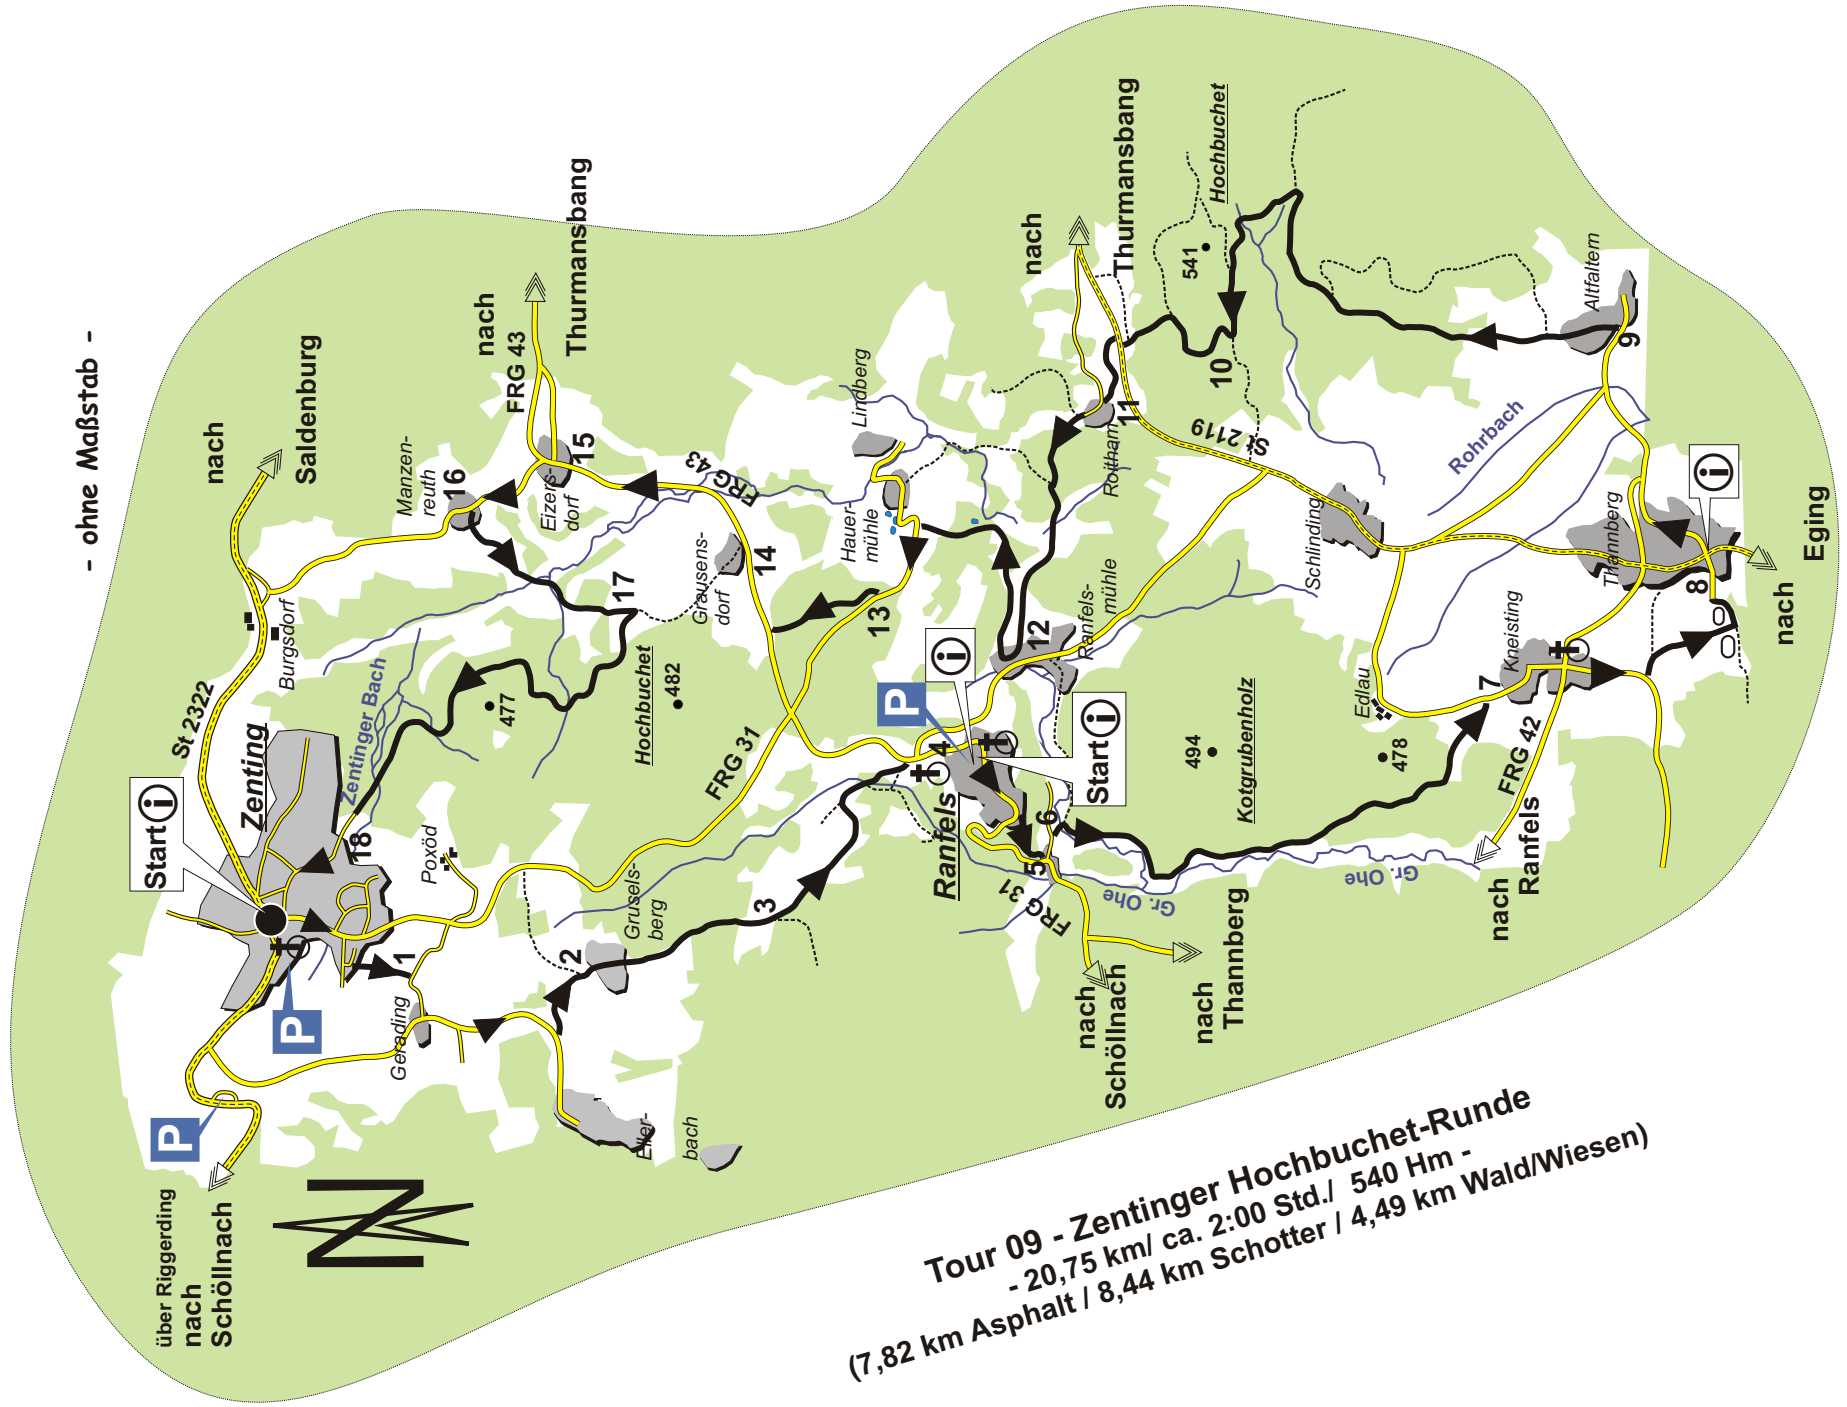 - ohne Maßstab -
nach
Saldenburg
nach
Thurmansbang
FRG 43
Manzen-
reuth
16
15
Eizers-
dorf
Burgsdorf
St 2322
Zenting
Start i
Zentinger Bach
18
17
477
Hochbuchet
482
Grausens-
dorf
14
FRG 43
Lindberg
Hauer-
mühle
13
FRG 31
Poxöd
1
Gerading
P
P
über Riggerding
nach
Schöllnach
N
Eller-
bach
2
Grusels-
berg
3
Ranfels
4
P
i
Start i
5
6
FRG 31
Gr. Ohe
Gr. Ohe
nach
Schöllnach
nach
Thannberg
nach
Ranfels
FRG 42
12
Ranfels-
mühle
494
Kotgrubenholz
478
Edlau
7
Kneisting
Schlinding
St 2119
Roitham
11
nach
Thurmansbang
541
Hochbuchet
10
Rohrbach
Altfaltern
9
Thannberg
i
8
nach
Eging
Tour 09 - Zentinger Hochbuchet-Runde
- 20,75 km/ ca. 2:00 Std./ 540 Hm -
(7,82 km Asphalt / 8,44 km Schotter / 4,49 km Wald/Wiesen)